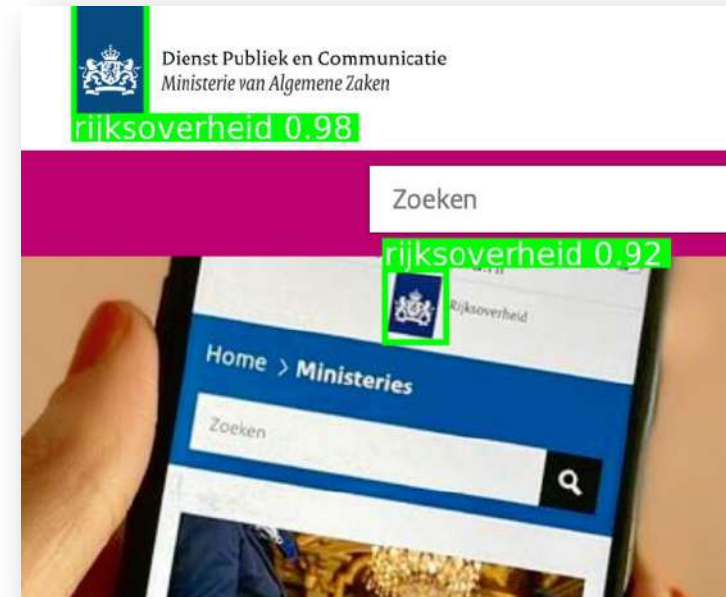 Dienst Publiek en Communicatie
Ministerie van Algemene Zaken
rijksoverheid 0.98
Zoeken
rijksoverheid 0.92
Rijksoverheid
Home > Ministeries
Zoeken